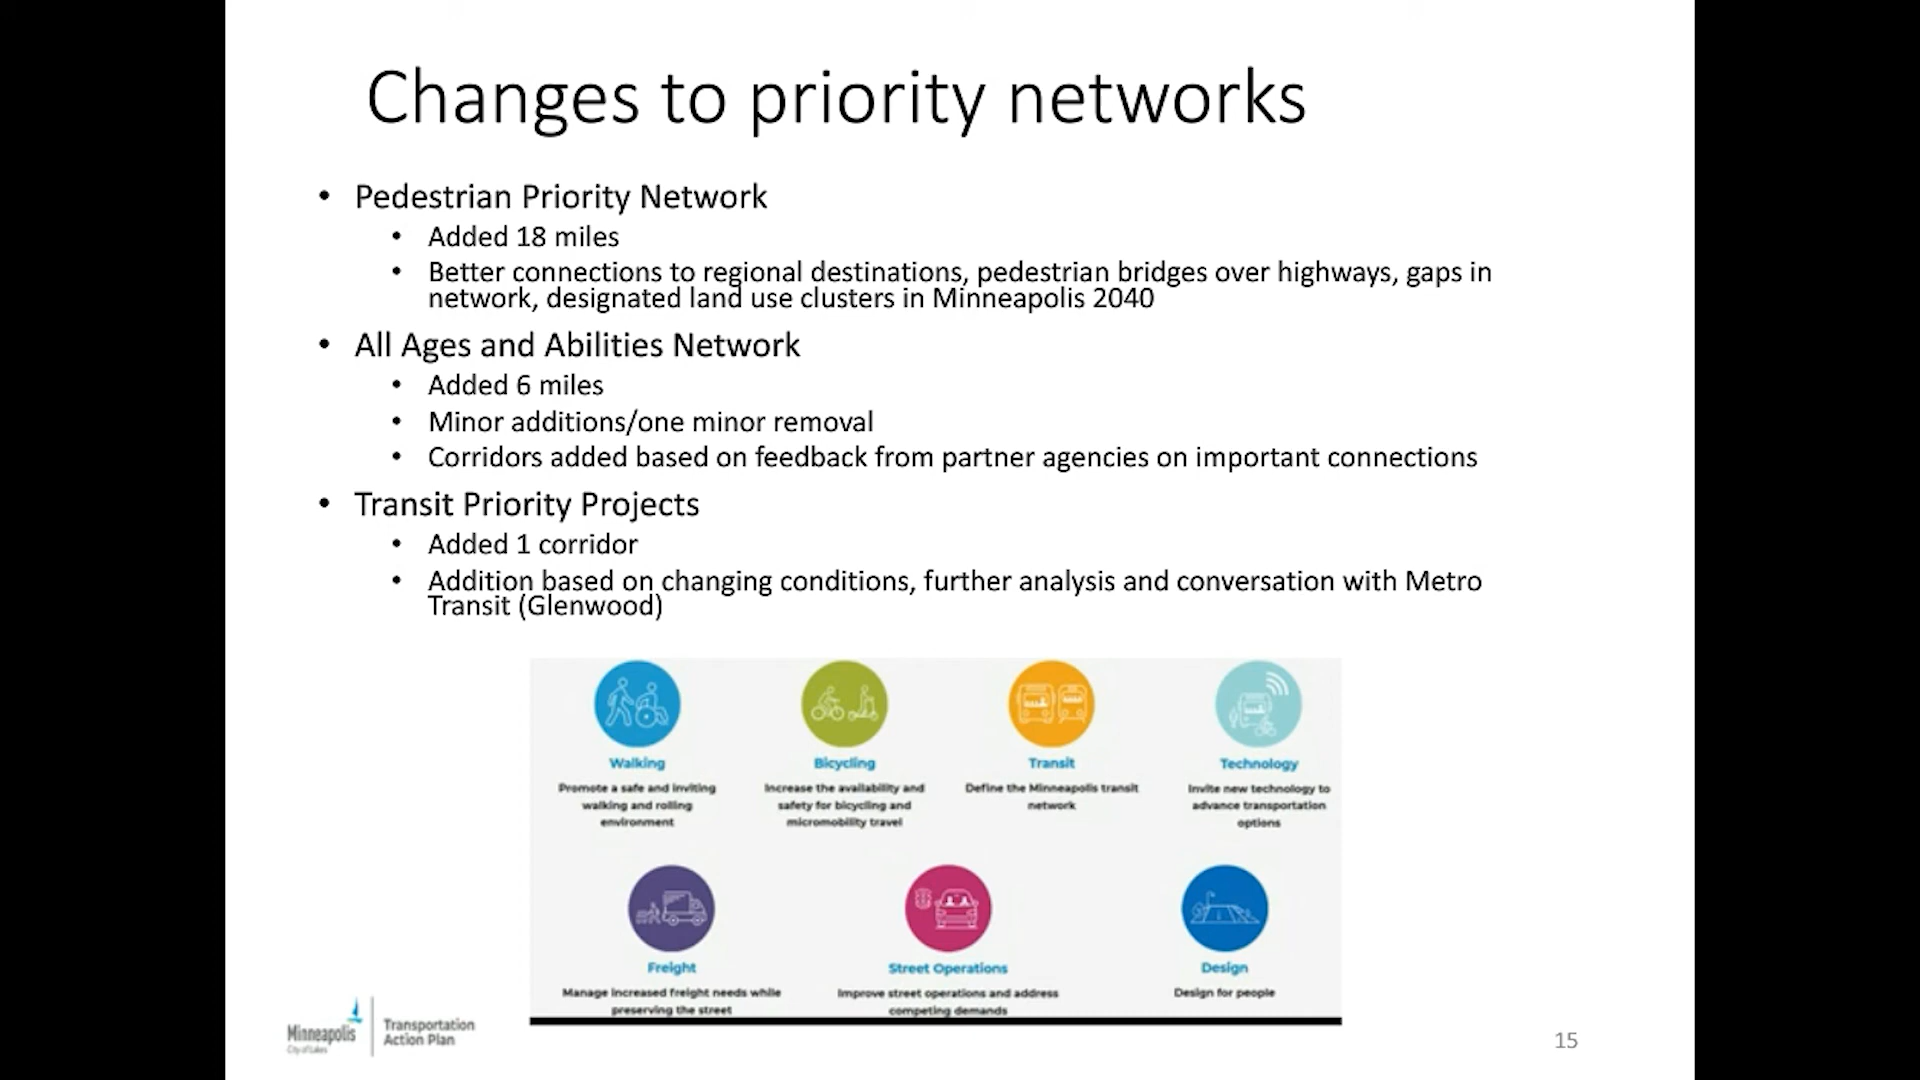 Changes to priority networks
• Pedestrian Priority Network
• Added 18 miles
• Better connections to regional destinations, pedestrian bridges over highways, gaps in
network, designated land use clusters in Minneapolis 2040
• All Ages and Abilities Network
• Added 6 miles
• Minor additions/one minor removal
• Corridors added based on feedback from partner agencies on important connections
• Transit Priority Projects
• Added 1 corridor
• Addition based on changing conditions, further analysis and conversation with Metro
Transit (Glenwood)
Walking
Promote a safe and inviting
walking and rolling
environment
Bicycling
Increase the availability and
safety for bicycling and
micromobility travel
Transit
Define the Minneapolis transit
network
Technology
Invite new technology to
advance transportation
options
Freight
Manage increased freight needs while
preserving the street
Street Operations
Improve street operations and address
competing demands
Design
Design for people
Minneapolis
City of Lakes
Transportation
Action Plan
15